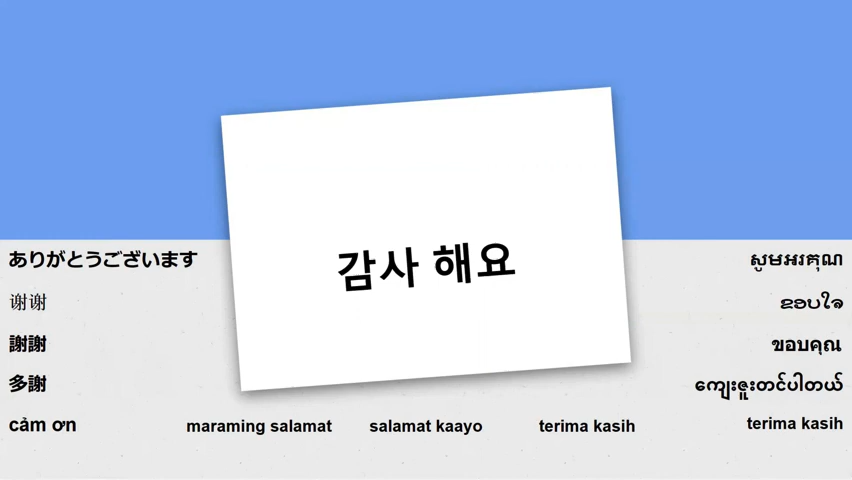 감사 해요
ありがとうございます
谢谢
謝謝
多謝
cảm ơn
maraming salamat
salamat kaayo
terima kasih
សូមអរគុណ
ຂອບໃຈ
ขอบคุณ
ကျေးဇူးတင်ပါတယ်
terima kasih